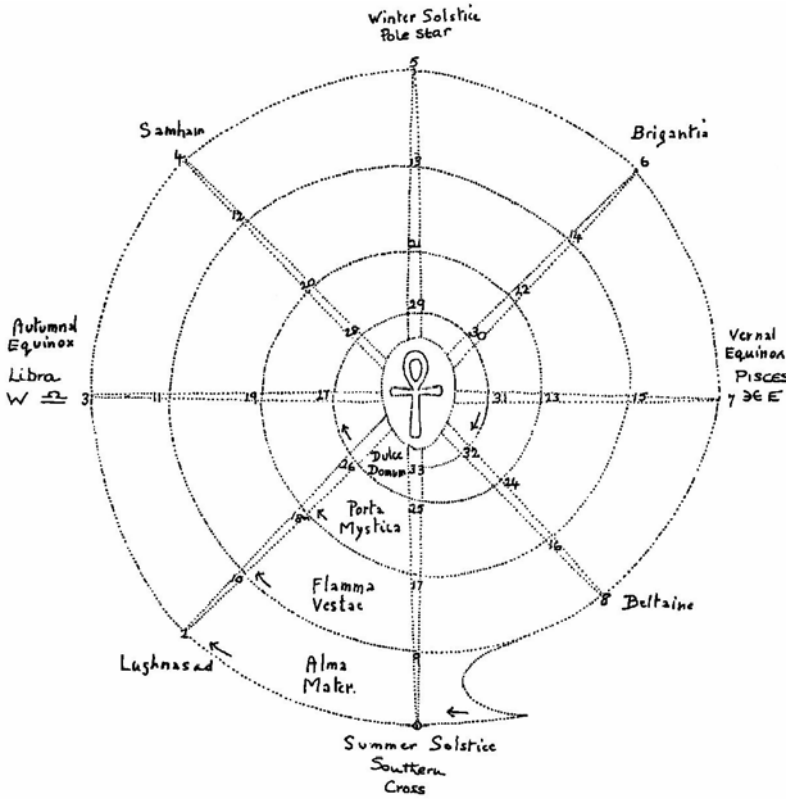 Winter Solstice
Pole Star
5
Samhain
4
Brigantia
6
13
12
14
21
20
22
29
28
30
Autumnal
Equinox
Libra
W ♎
3
11
19
27
31
23
15
7
Vernal
Equinox
PISCES
♓ E
Dulce
Domum
26
33
32
24
25
Porta
Mystica
18
16
10
Flamma
Vestae
17
8
Beltaine
2
Lughnasad
Alma
Mater.
9
Summer Solstice
Southern
Cross